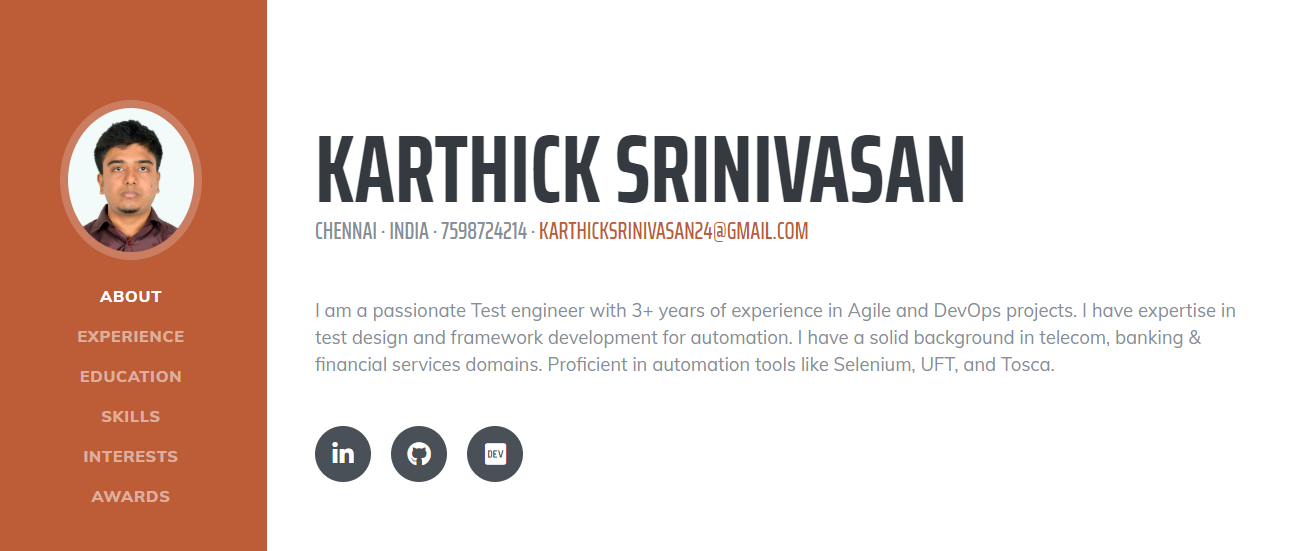 ABOUT
EXPERIENCE
EDUCATION
SKILLS
INTERESTS
AWARDS
KARTHICK SRINIVASAN
CHENNAI · INDIA · 7598724214 · KARTHICKSRINIVASAN24@GMAIL.COM
I am a passionate Test engineer with 3+ years of experience in Agile and DevOps projects. I have expertise in
test design and framework development for automation. I have a solid background in telecom, banking &
financial services domains. Proficient in automation tools like Selenium, UFT, and Tosca.
in
DEV